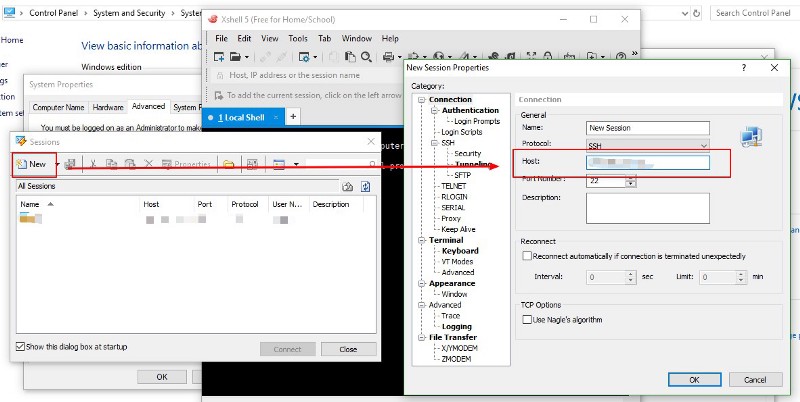 Control Panel > System and Security > System
Search Control Panel
Home
View basic information ab
Windows edition
System Properties
Computer Name Hardware Advanced System P
You must be logged on as an Administrator to mak
OK
Xshell 5 (Free for Home/School)
File Edit View Tools Tab Window Help
Host, IP address or the session name
To add the current session, click on the left arrow
1 Local Shell
Sessions
New
Properties
All Sessions
Name Host Port Protocol User N... Description
Show this dialog box at startup
Connect Close
New Session Properties
Category:
Connection
Authentication
Login Prompts
Login Scripts
SSH
Security
Tunneling
SFTP
TELNET
RLOGIN
SERIAL
Proxy
Keep Alive
Terminal
Keyboard
VT Modes
Advanced
Appearance
Window
Advanced
Trace
Logging
File Transfer
X/YMODEM
ZMODEM
Connection
General
Name: New Session
Protocol: SSH
Host:
Port Number: 22
Description:
Reconnect
Reconnect automatically if connection is terminated unexpectedly
Interval: 0 sec Limit: 0 min
TCP Options
Use Nagle's algorithm
OK Cancel